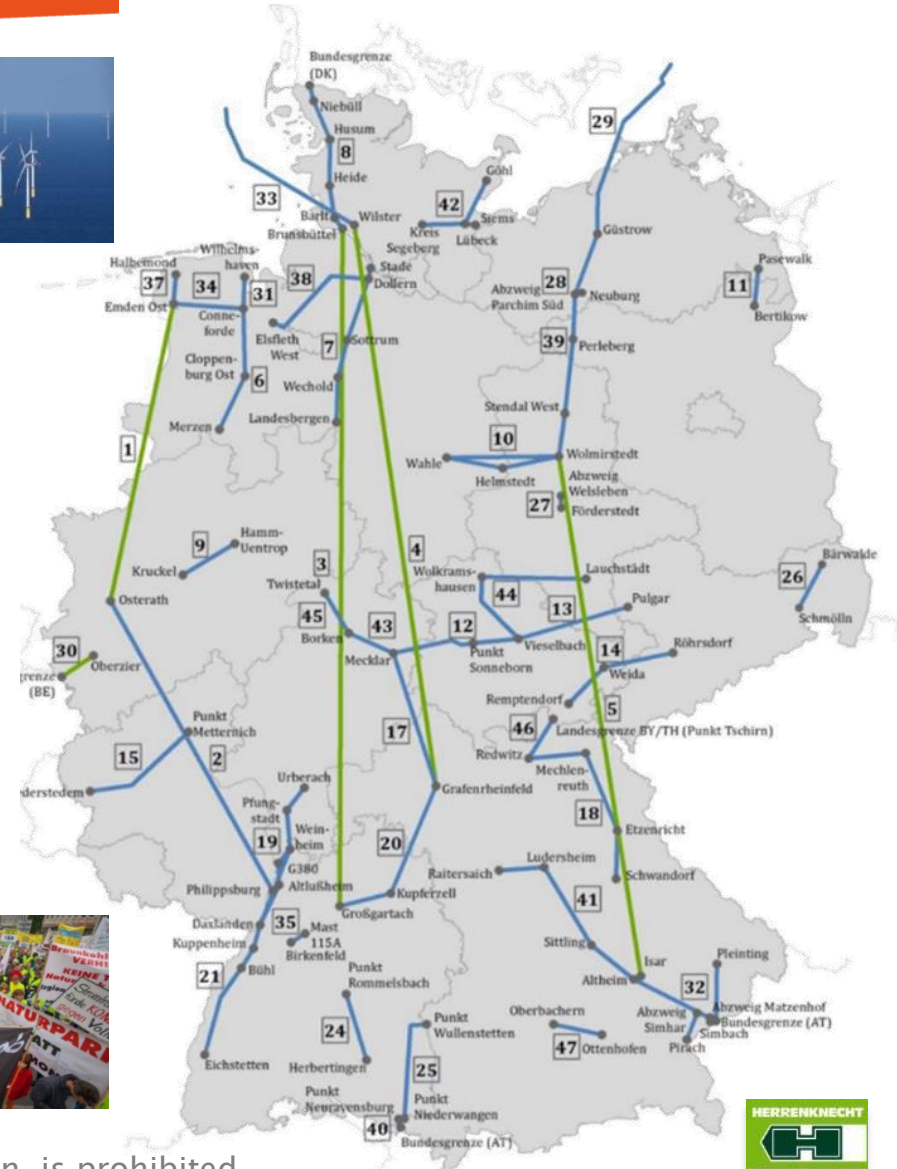 Bundesgrenze
(DK)
Niebüll
Husum
8
Heide
29
33
Göhl
42
Barlt
Wilster
Brunsbüttel
Kreis
Segeberg
Siems
Lübeck
Güstrow
Wilhelms-
haven
Halbemond
37
34
31
38
Stade
Dollern
Emden Ost
Conne-
forde
Elsfleth
West
7
Sottrum
28
Abzweig
Parchim Süd
Neuburg
Pasewalk
11
Bertikow
39
Perleberg
Cloppen-
burg Ost
6
Wechold
Merzen
Landesbergen
Stendal West
1
10
Wahle
Helmstedt
Wolmirstedt
Abzweig
Welsleben
27
Förderstedt
9
Hamm-
Uentrop
Kruckel
3
4
Twistetal
Wolkrams-
hausen
Lauchstädt
44
Bärwalde
26
Schmölln
Osterath
45
Borken
43
12
13
Pulgar
Mecklar
Punkt
Sonneborn
Vieselbach
14
Röhrsdorf
Weida
30
Oberzier
grenze
(BE)
Remptendorf
5
Punkt
Metternich
17
46
Landesgrenze BY/TH (Punkt Tschirn)
Redwitz
Mechlen-
reuth
15
2
derstedem
Urberach
Pfung-
stadt
Grafenrheinfeld
18
Etzenricht
19
Wein-
heim
20
G380
Raitersaich
Ludersheim
Schwandorf
Philippsburg
Altlußheim
Kupferzell
41
Großgartach
Daxlanden
35
Mast
115A
Birkenfeld
Kuppenheim
Sittling
21
Bühl
Isar
Altheim
Pleinting
32
Punkt
Rommelsbach
Abzweig
Simhar
Abzweig Matzenhof
Bundesgrenze (AT)
Simbach
Pirach
Oberbachern
47
Ottenhofen
24
Punkt
Wullenstetten
Eichstetten
Herbertingen
25
Punkt
Neuravensburg
Punkt
Niederwangen
40
Bundesgrenze (AT)
KEINE
NATURPAR
ATT
HERRENKNECHT
n, is prohibited